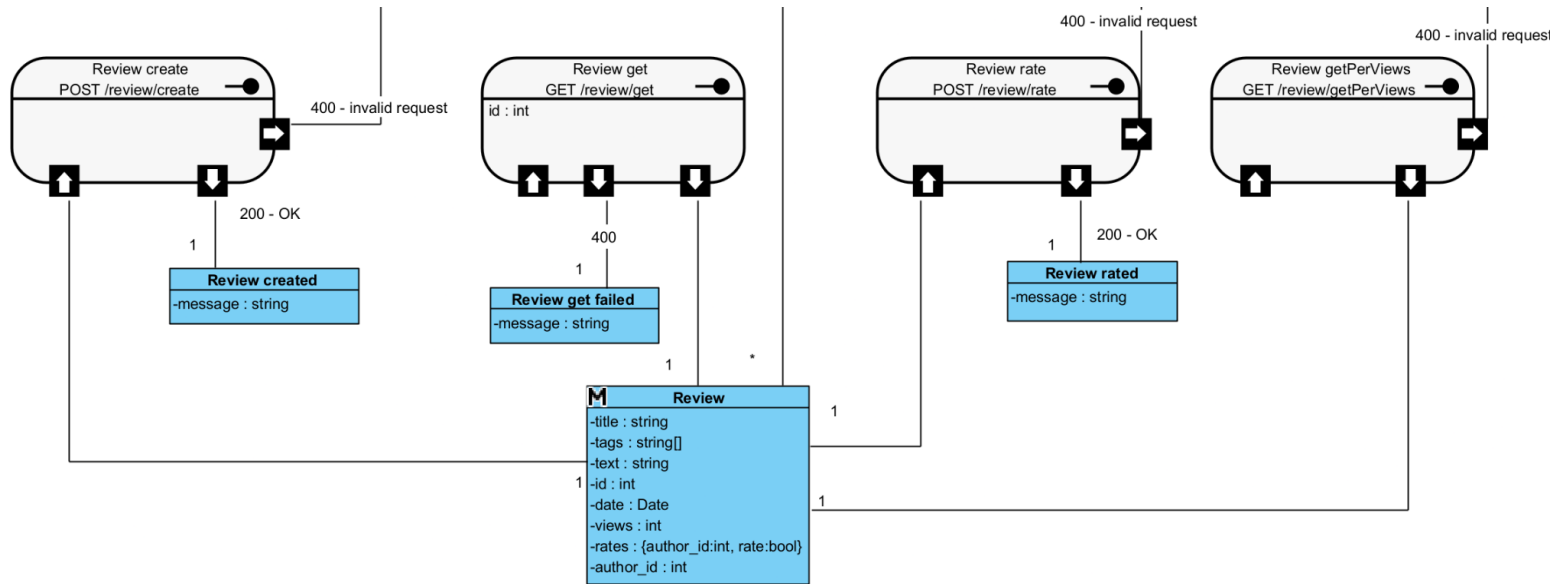 400 - invalid request
400 - invalid request
Review create
POST /review/create
400 - invalid request
Review get
GET /review/get
id : int
Review rate
POST /review/rate
Review getPerViews
GET /review/getPerViews
200 - OK
1
Review created
-message : string
400
1
Review get failed
-message : string
200 - OK
1
Review rated
-message : string
1
*
1
1
1
M
Review
-title : string
-tags : string[]
-text : string
-id : int
-date : Date
-views : int
-rates : {author_id:int, rate:bool}
-author_id : int